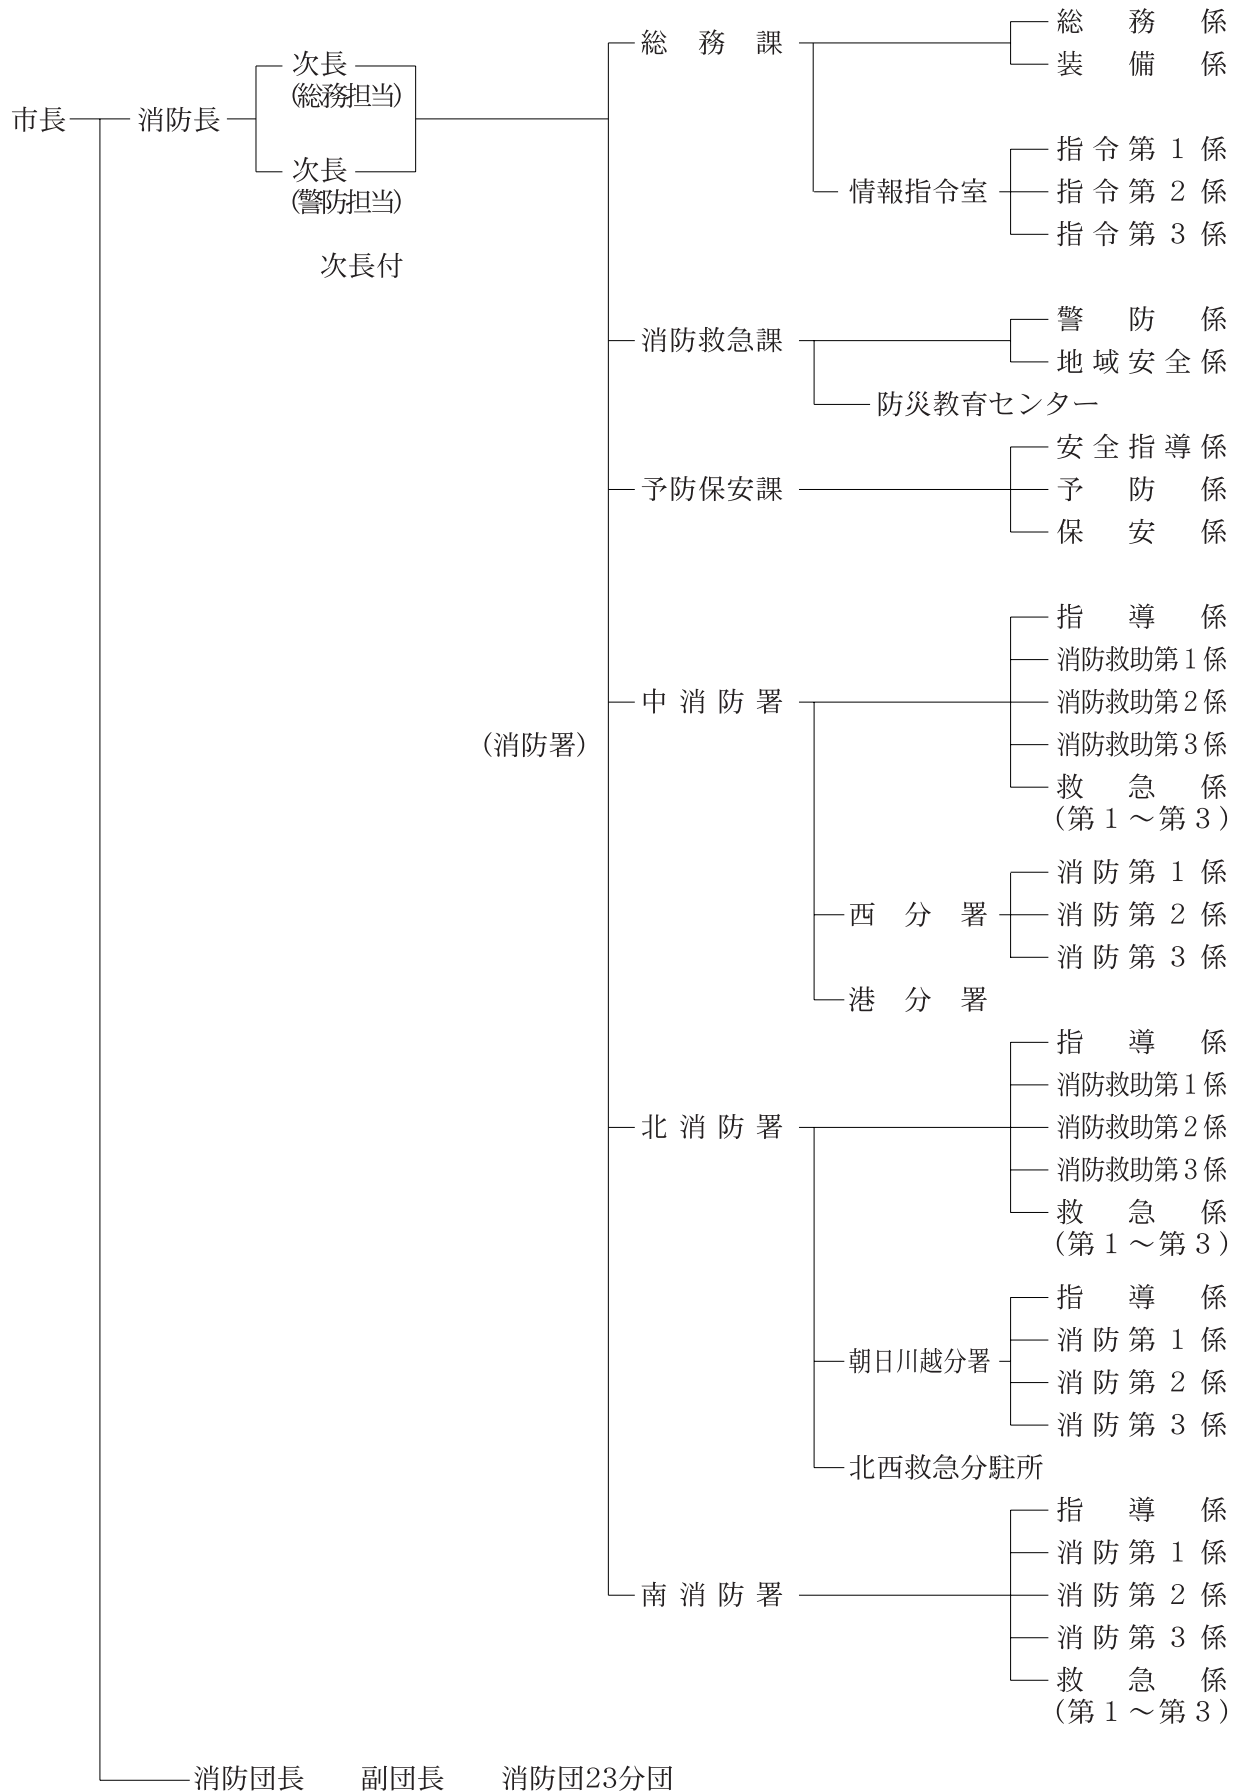 市長
消防長
次長
(総務担当)
次長
(警防担当)
次長付
(消防署)
総務課
総務係
装備係
情報指令室
指令第1係
指令第2係
指令第3係
消防救急課
警防係
地域安全係
防災教育センター
予防保安課
安全指導係
予防係
保安係
中消防署
指導係
消防救助第1係
消防救助第2係
消防救助第3係
救急係
(第1～第3)
西分署
消防第1係
消防第2係
消防第3係
港分署
北消防署
指導係
消防救助第1係
消防救助第2係
消防救助第3係
救急係
(第1～第3)
朝日川越分署
指導係
消防第1係
消防第2係
消防第3係
北西救急分駐所
南消防署
指導係
消防第1係
消防第2係
消防第3係
救急係
(第1～第3)
消防団長 副団長 消防団23分団